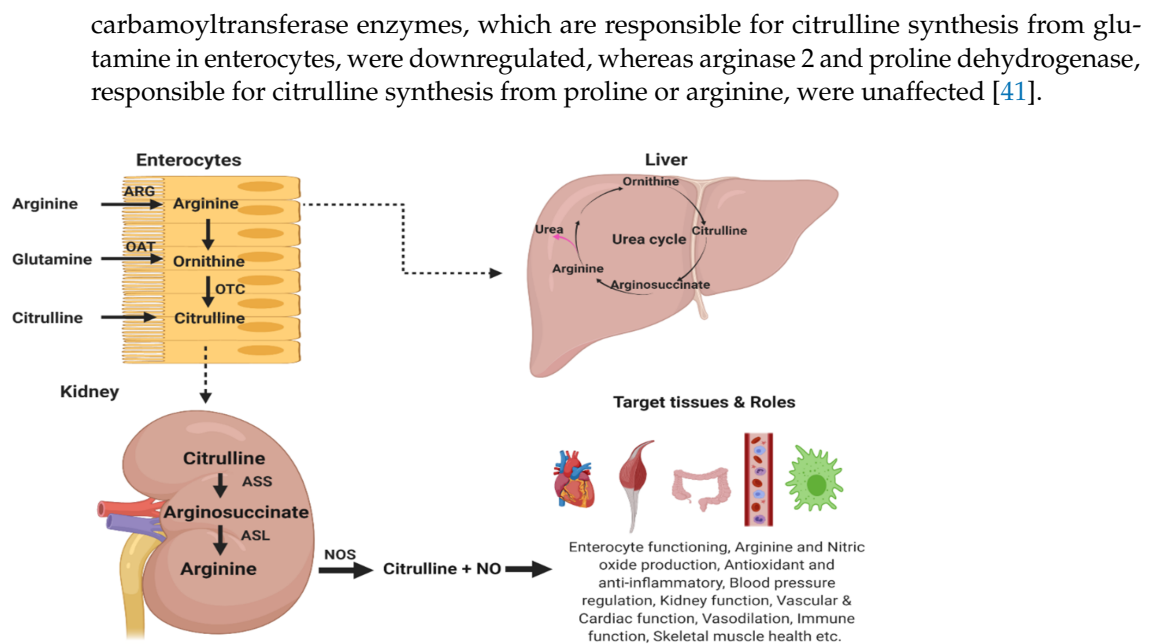 carbamoyltransferase enzymes, which are responsible for citrulline synthesis from glu-
tamine in enterocytes, were downregulated, whereas arginase 2 and proline dehydrogenase,
responsible for citrulline synthesis from proline or arginine, were unaffected [41].
Enterocytes
Arginine
ARG
Arginine
Glutamine
OAT
Ornithine
OTC
Citrulline
Citrulline
Liver
Ornithine
Urea
Citrulline
Urea cycle
Arginine
Arginosuccinate
Kidney
Citrulline
ASS
Arginosuccinate
ASL
Arginine
NOS
Citrulline + NO
Target tissues & Roles
Enterocyte functioning, Arginine and Nitric
oxide production, Antioxidant and
anti-inflammatory, Blood pressure
regulation, Kidney function, Vascular &
Cardiac function, Vasodilation, Immune
function, Skeletal muscle health etc.